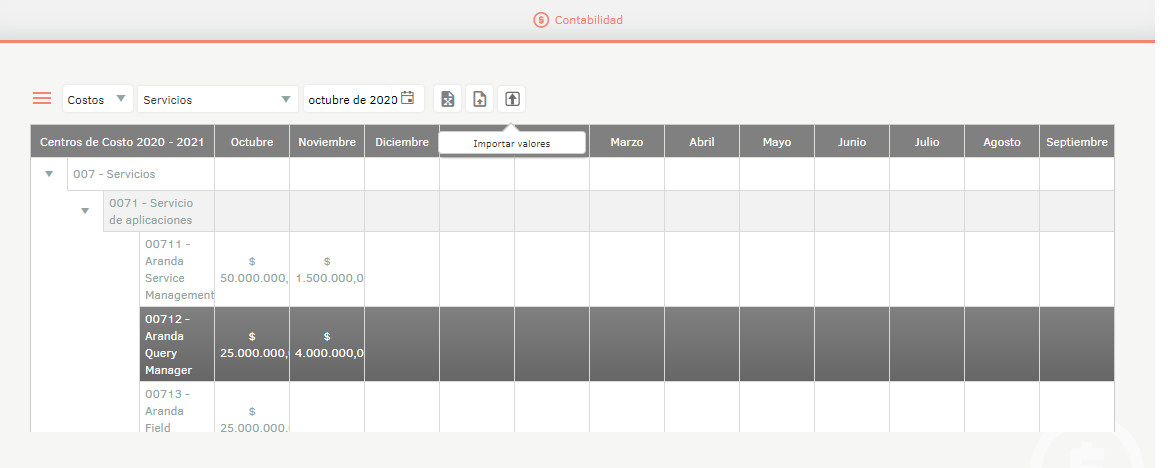 Contabilidad
Costos Servicios octubre de 2020
Importar valores
Centros de Costo 2020 - 2021 Octubre Noviembre Diciembre Marzo Abril Mayo Junio Julio Agosto Septiembre
007 - Servicios
0071 - Servicio
de aplicaciones
00711 -
Aranda
Service
Management
$
50.000.000,
$
1.500.000,0
00712 -
Aranda
Query
Manager
$
25.000.000,
$
4.000.000,0
00713 -
Aranda
Field
$
25.000.000,